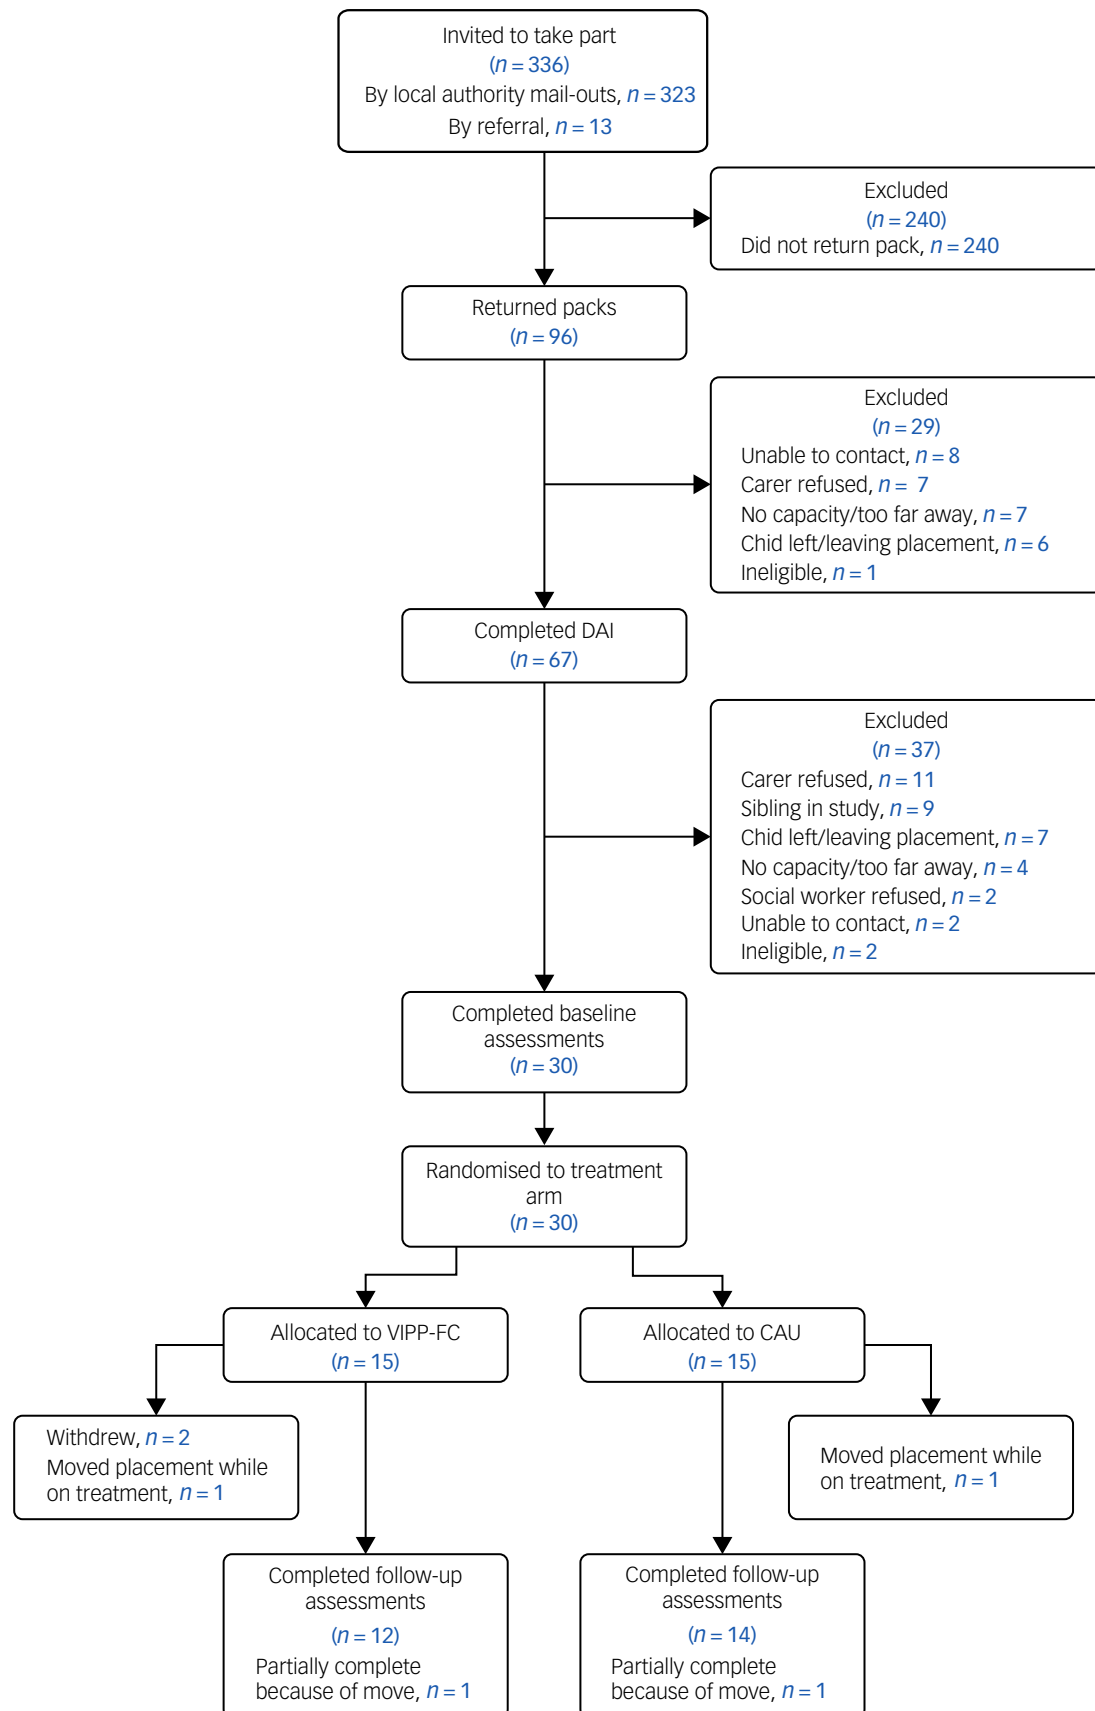 Invited to take part
(n = 336)
By local authority mail-outs, n = 323
By referral, n = 13
Excluded
(n = 240)
Did not return pack, n = 240
Returned packs
(n = 96)
Excluded
(n = 29)
Unable to contact, n = 8
Carer refused, n = 7
No capacity/too far away, n = 7
Chid left/leaving placement, n = 6
Ineligible, n = 1
Completed DAI
(n = 67)
Excluded
(n = 37)
Carer refused, n = 11
Sibling in study, n = 9
Chid left/leaving placement, n = 7
No capacity/too far away, n = 4
Social worker refused, n = 2
Unable to contact, n = 2
Ineligible, n = 2
Completed baseline
assessments
(n = 30)
Randomised to treatment
arm
(n = 30)
Allocated to VIPP-FC
(n = 15)
Allocated to CAU
(n = 15)
Withdrew, n = 2
Moved placement while
on treatment, n = 1
Moved placement while
on treatment, n = 1
Completed follow-up
assessments
(n = 12)
Partially complete
because of move, n = 1
Completed follow-up
assessments
(n = 14)
Partially complete
because of move, n = 1